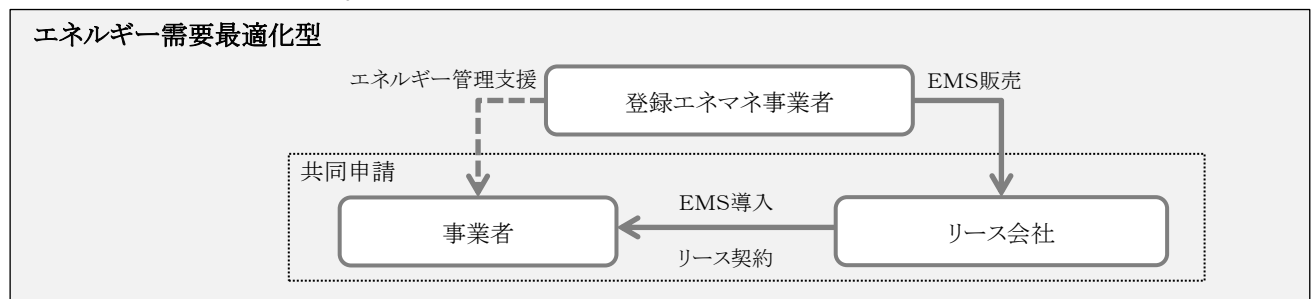 エネルギー需要最適化型
エネルギー管理支援
登録エネマネ事業者
EMS販売
共同申請
事業者
EMS導入
リース契約
リース会社